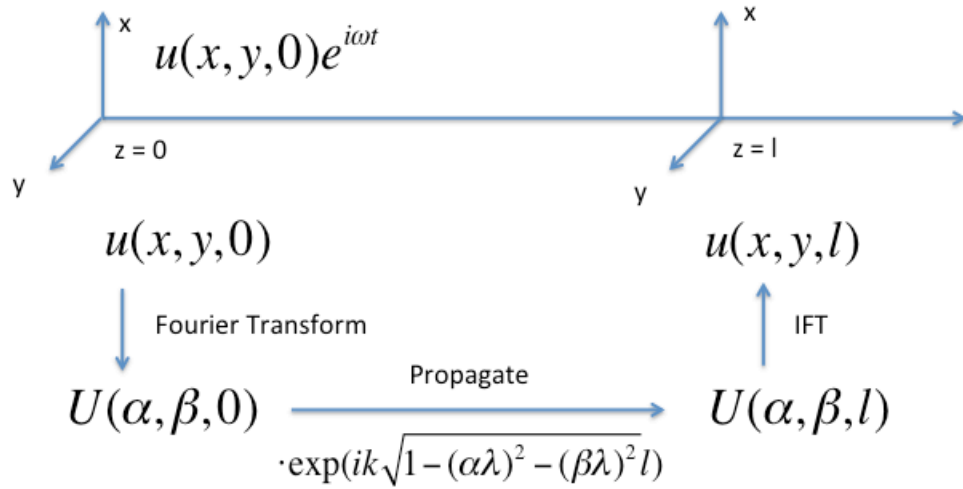 x
u(x,y,0)e^{iωt}
x
z = 0
z = l
y
y
u(x,y,0)
u(x,y,l)
Fourier Transform
IFT
Propagate
U(α,β,0)
U(α,β,l)
·exp(ik√(1−(αλ)²−(βλ)²)l)